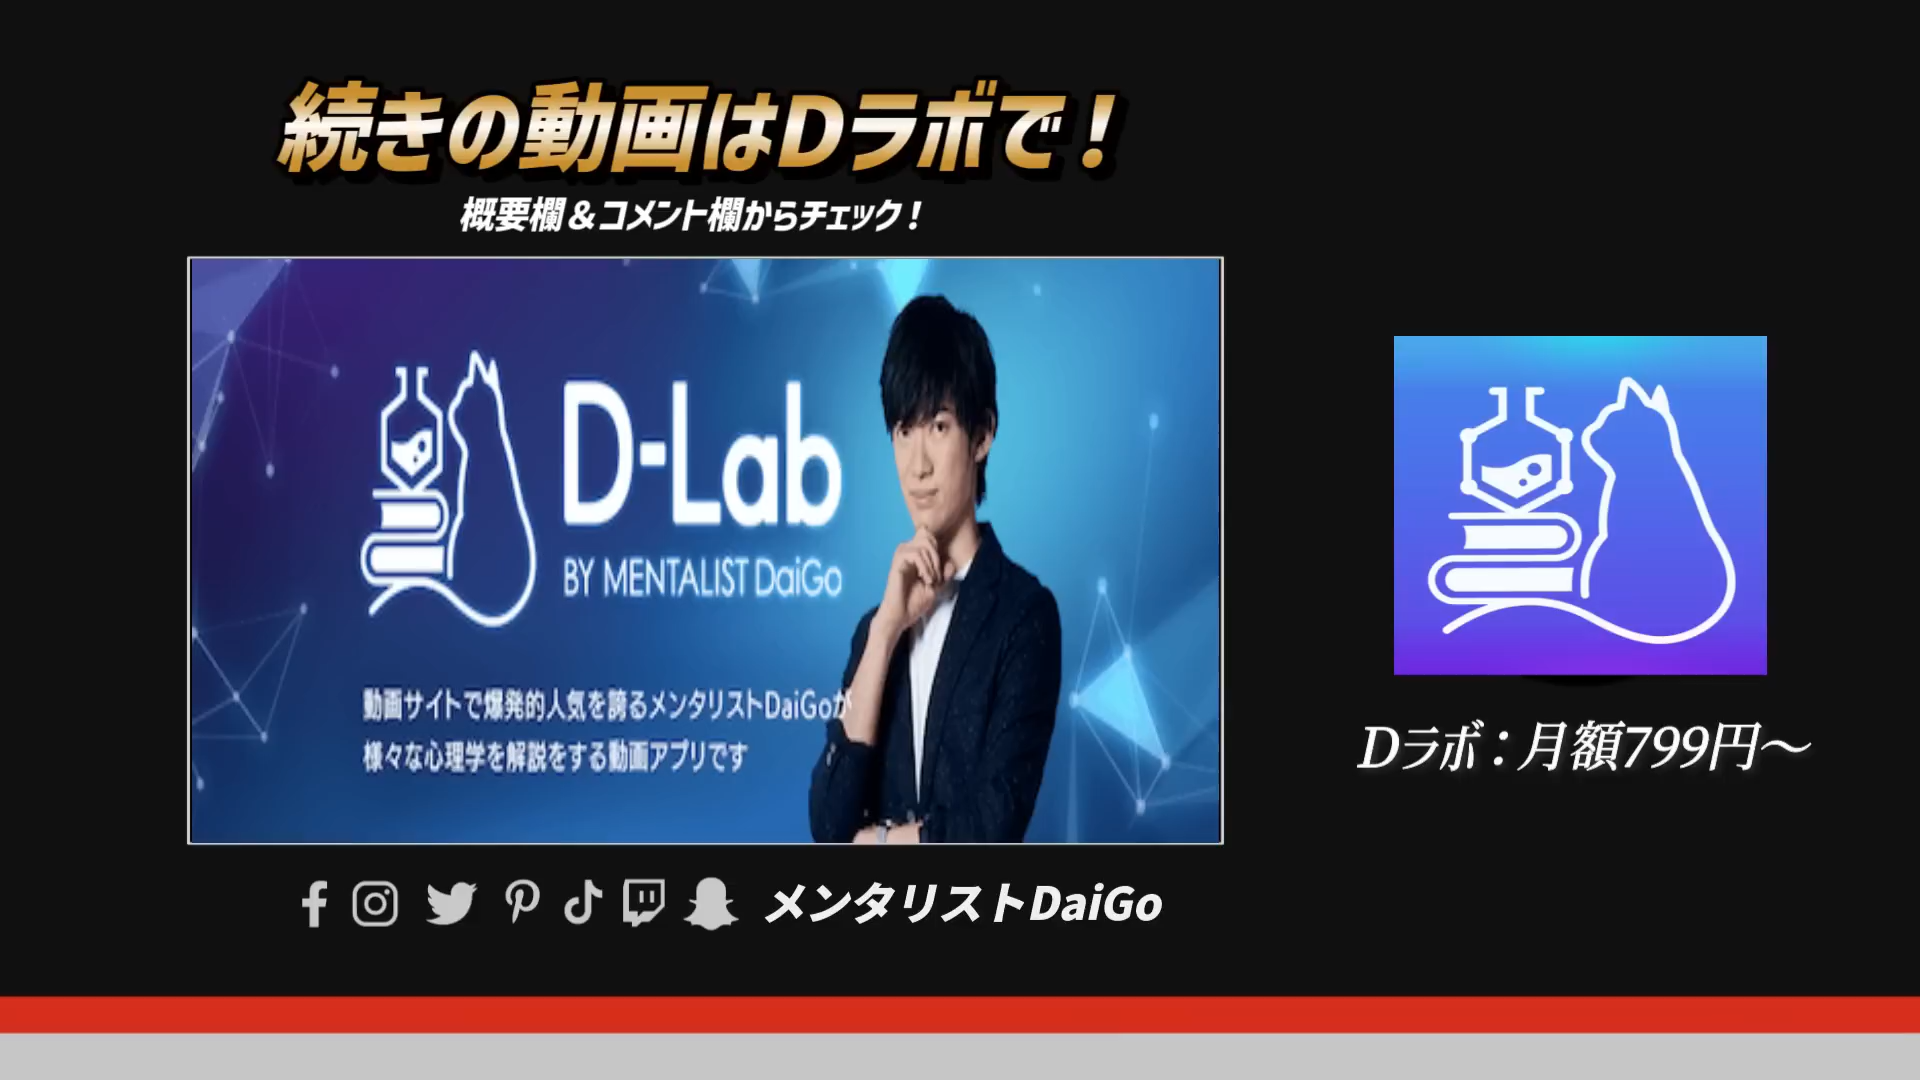 続きの動画はDラボで！
概要欄＆コメント欄からチェック！
D-Lab
BY MENTALIST DaiGo
動画サイトで爆発的人気を誇るメンタリストDaiGoが
様々な心理学を解説をする動画アプリです
Dラボ：月額799円～
メンタリストDaiGo